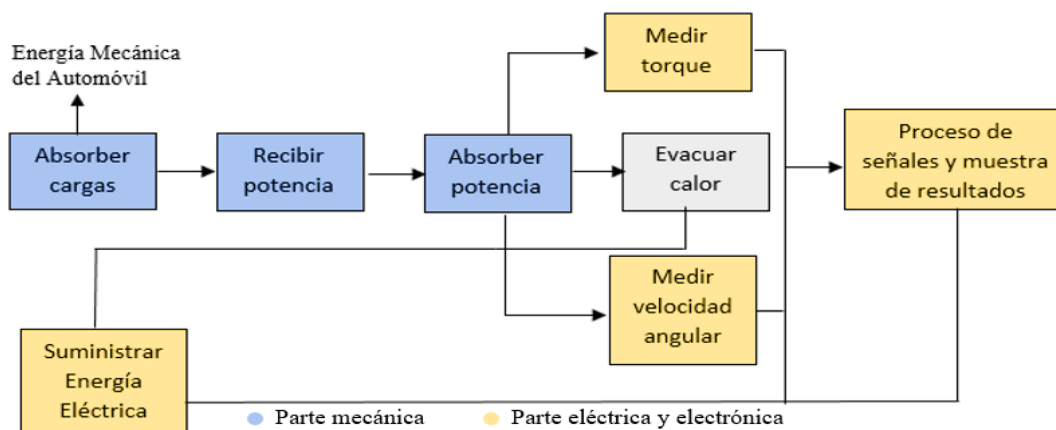 Energía Mecánica
del Automóvil
Absorber
cargas
Recibir
potencia
Absorber
potencia
Medir
torque
Evacuar
calor
Medir
velocidad
angular
Proceso de
señales y muestra
de resultados
Suministrar
Energía
Eléctrica
Parte mecánica
Parte eléctrica y electrónica